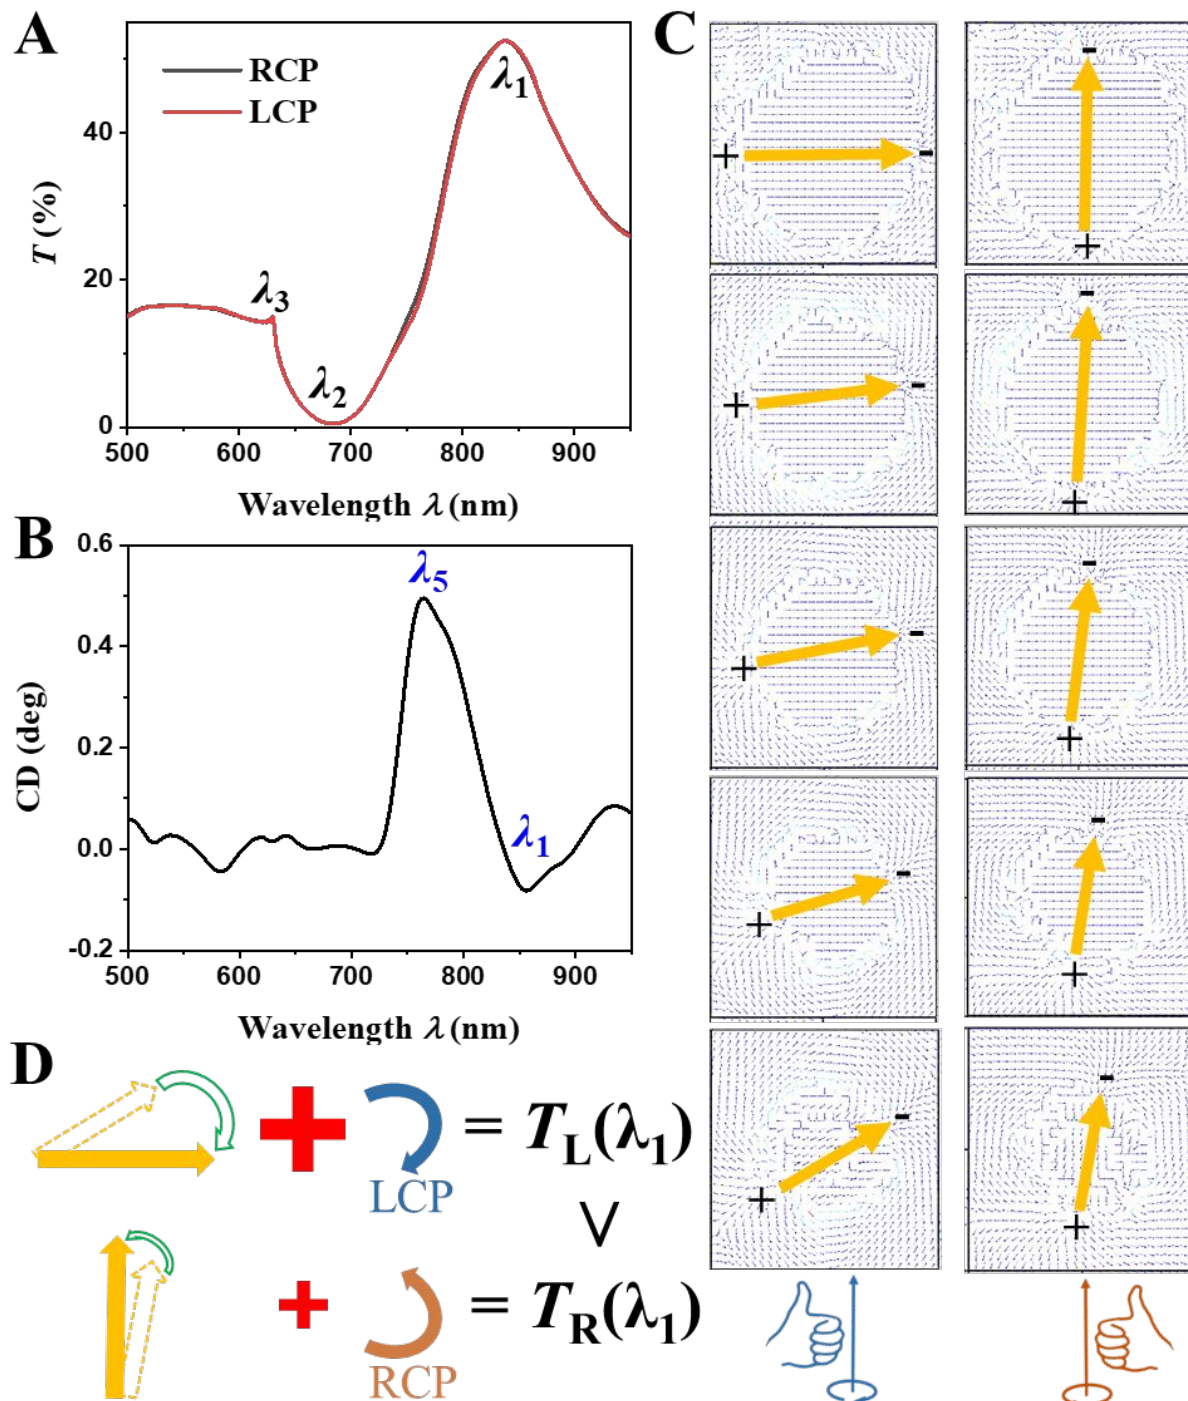 A
RCP
LCP
λ1
λ3
λ2
T (%)
40
20
0
500 600 700 800 900
Wavelength λ (nm)
B
0.6
0.4
0.2
0.0
-0.2
CD (deg)
λ5
λ1
500 600 700 800 900
Wavelength λ (nm)
C
+ -
- +
+ -
- +
+ -
- +
+ -
- +
+ -
- +
D
+ LCP = TL(λ1)
∨
+ RCP = TR(λ1)